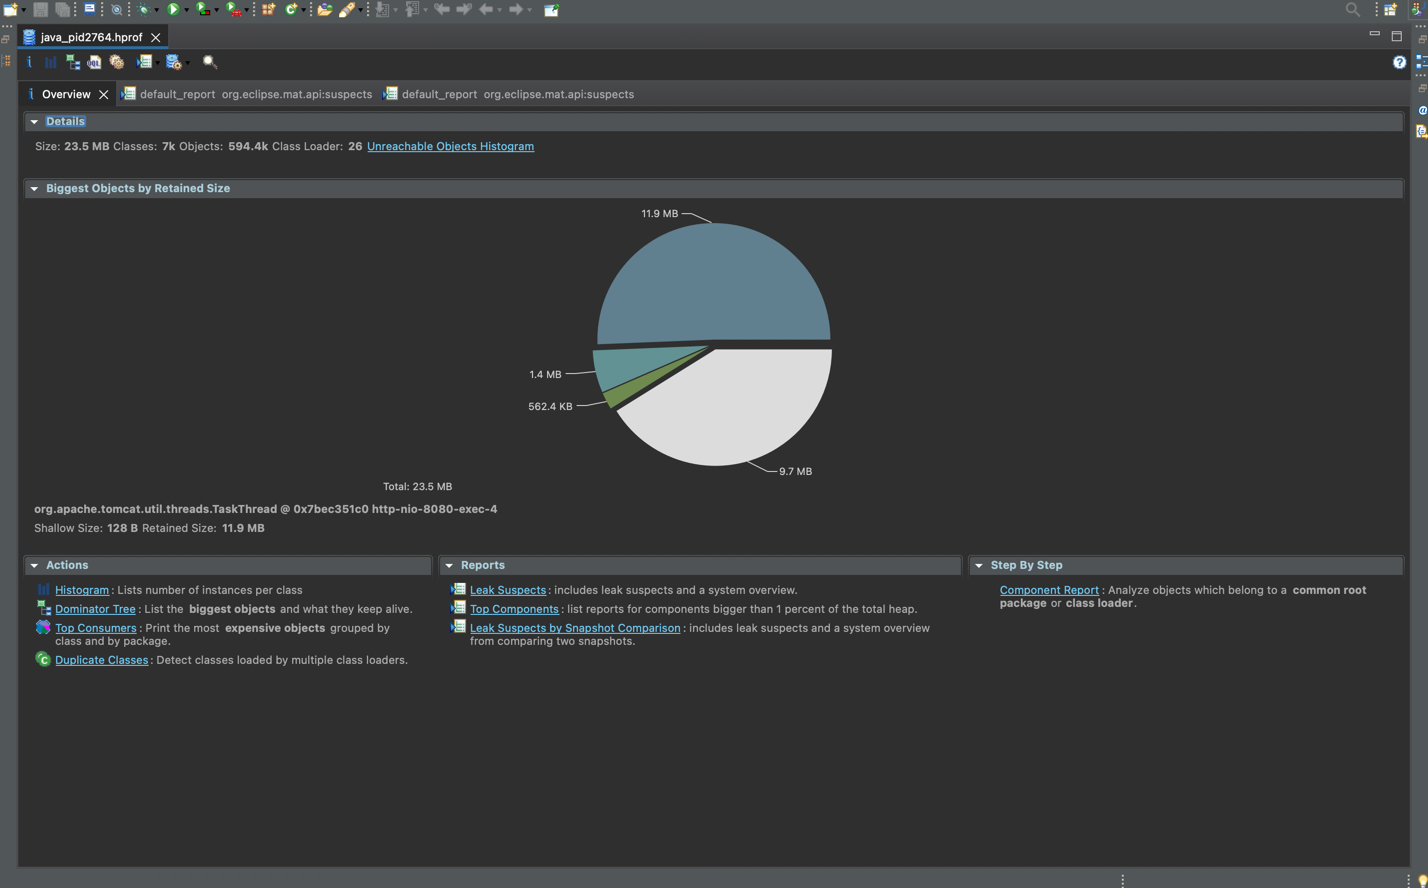 java_pid2764.hprof
Overview
default_report org.eclipse.mat.api:suspects
default_report org.eclipse.mat.api:suspects
Details
Size: 23.5 MB Classes: 7k Objects: 594.4k Class Loader: 26 Unreachable Objects Histogram
Biggest Objects by Retained Size
11.9 MB
1.4 MB
562.4 KB
9.7 MB
Total: 23.5 MB
org.apache.tomcat.util.threads.TaskThread @ 0x7bec351c0 http-nio-8080-exec-4
Shallow Size: 128 B Retained Size: 11.9 MB
Actions
Histogram : Lists number of instances per class
Dominator Tree : List the biggest objects and what they keep alive.
Top Consumers : Print the most expensive objects grouped by
class and by package.
Duplicate Classes : Detect classes loaded by multiple class loaders.
Reports
Leak Suspects : includes leak suspects and a system overview.
Top Components : list reports for components bigger than 1 percent of the total heap.
Leak Suspects by Snapshot Comparison : includes leak suspects and a system overview
from comparing two snapshots.
Step By Step
Component Report : Analyze objects which belong to a common root
package or class loader.